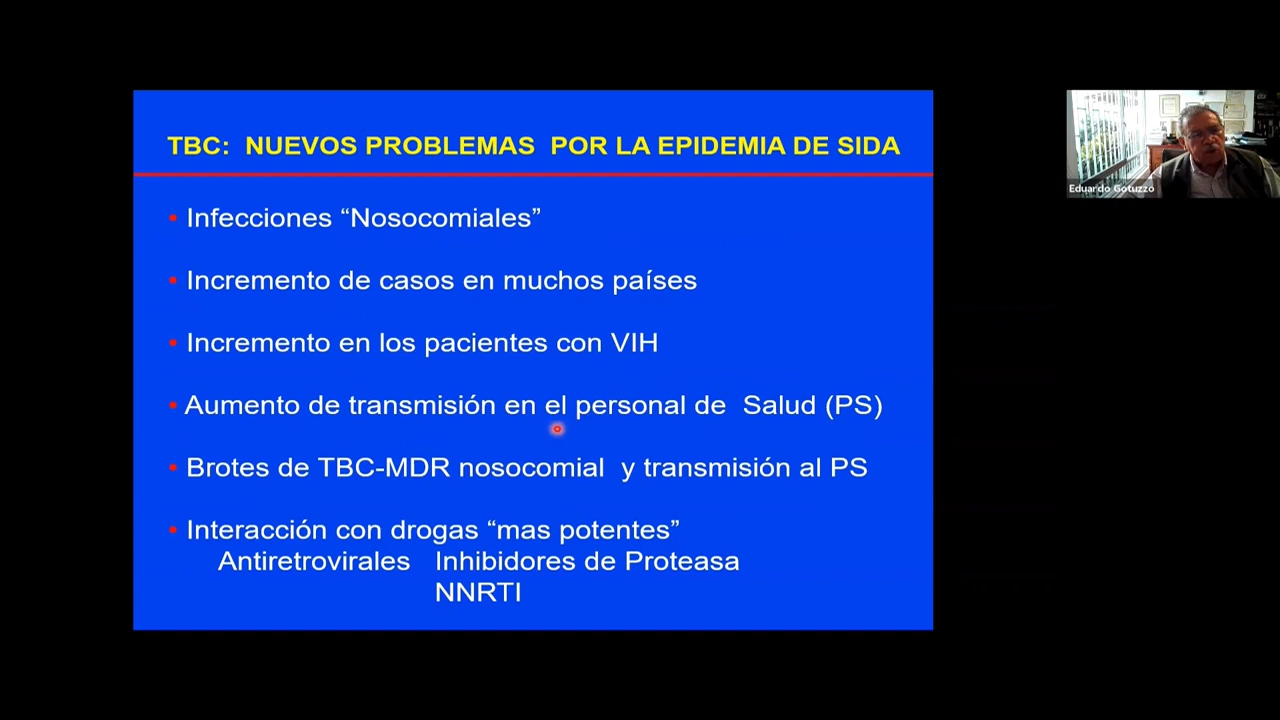 TBC: NUEVOS PROBLEMAS POR LA EPIDEMIA DE SIDA
• Infecciones “Nosocomiales”
• Incremento de casos en muchos países
• Incremento en los pacientes con VIH
• Aumento de transmisión en el personal de Salud (PS)
• Brotes de TBC-MDR nosocomial y transmisión al PS
• Interacción con drogas “mas potentes”
Antiretrovirales Inhibidores de Proteasa
NNRTI
Eduardo Gotuzzo